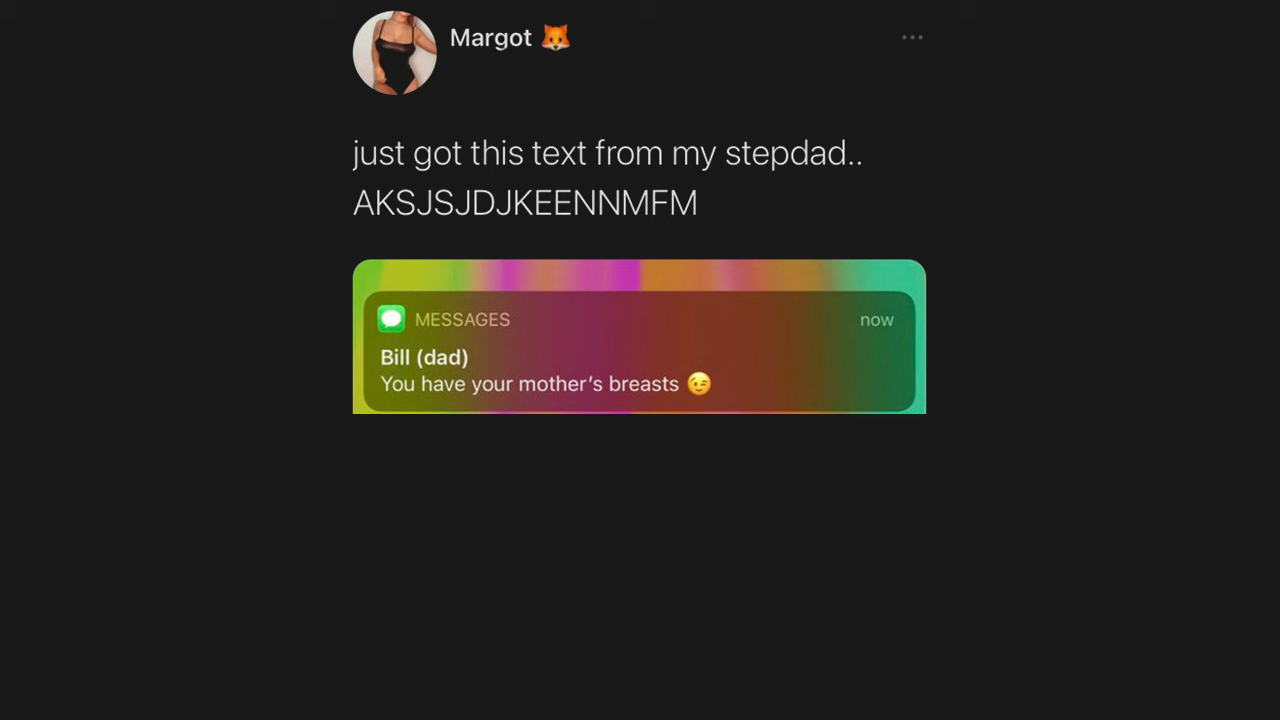 Margot 🦊
just got this text from my stepdad..
AKSJSJDJKEENNMFM
MESSAGES now
Bill (dad)
You have your mother’s breasts 😉